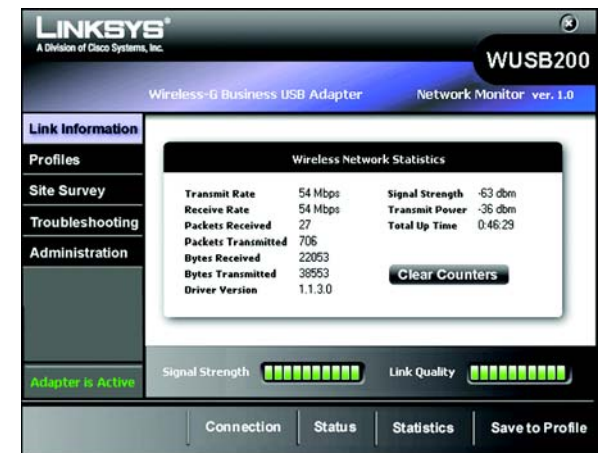 LINKSYS®
A Division of Cisco Systems, Inc.
WUSB200
Wireless-G Business USB Adapter Network Monitor ver. 1.0
Link Information
Profiles
Site Survey
Troubleshooting
Administration
Adapter is Active
Wireless Network Statistics
Transmit Rate 54 Mbps
Receive Rate 54 Mbps
Packets Received 27
Packets Transmitted 706
Bytes Received 22053
Bytes Transmitted 38553
Driver Version 1.1.3.0
Signal Strength -63 dbm
Transmit Power -36 dbm
Total Up Time 0:46:29
Clear Counters
Signal Strength Link Quality
Connection Status Statistics Save to Profile